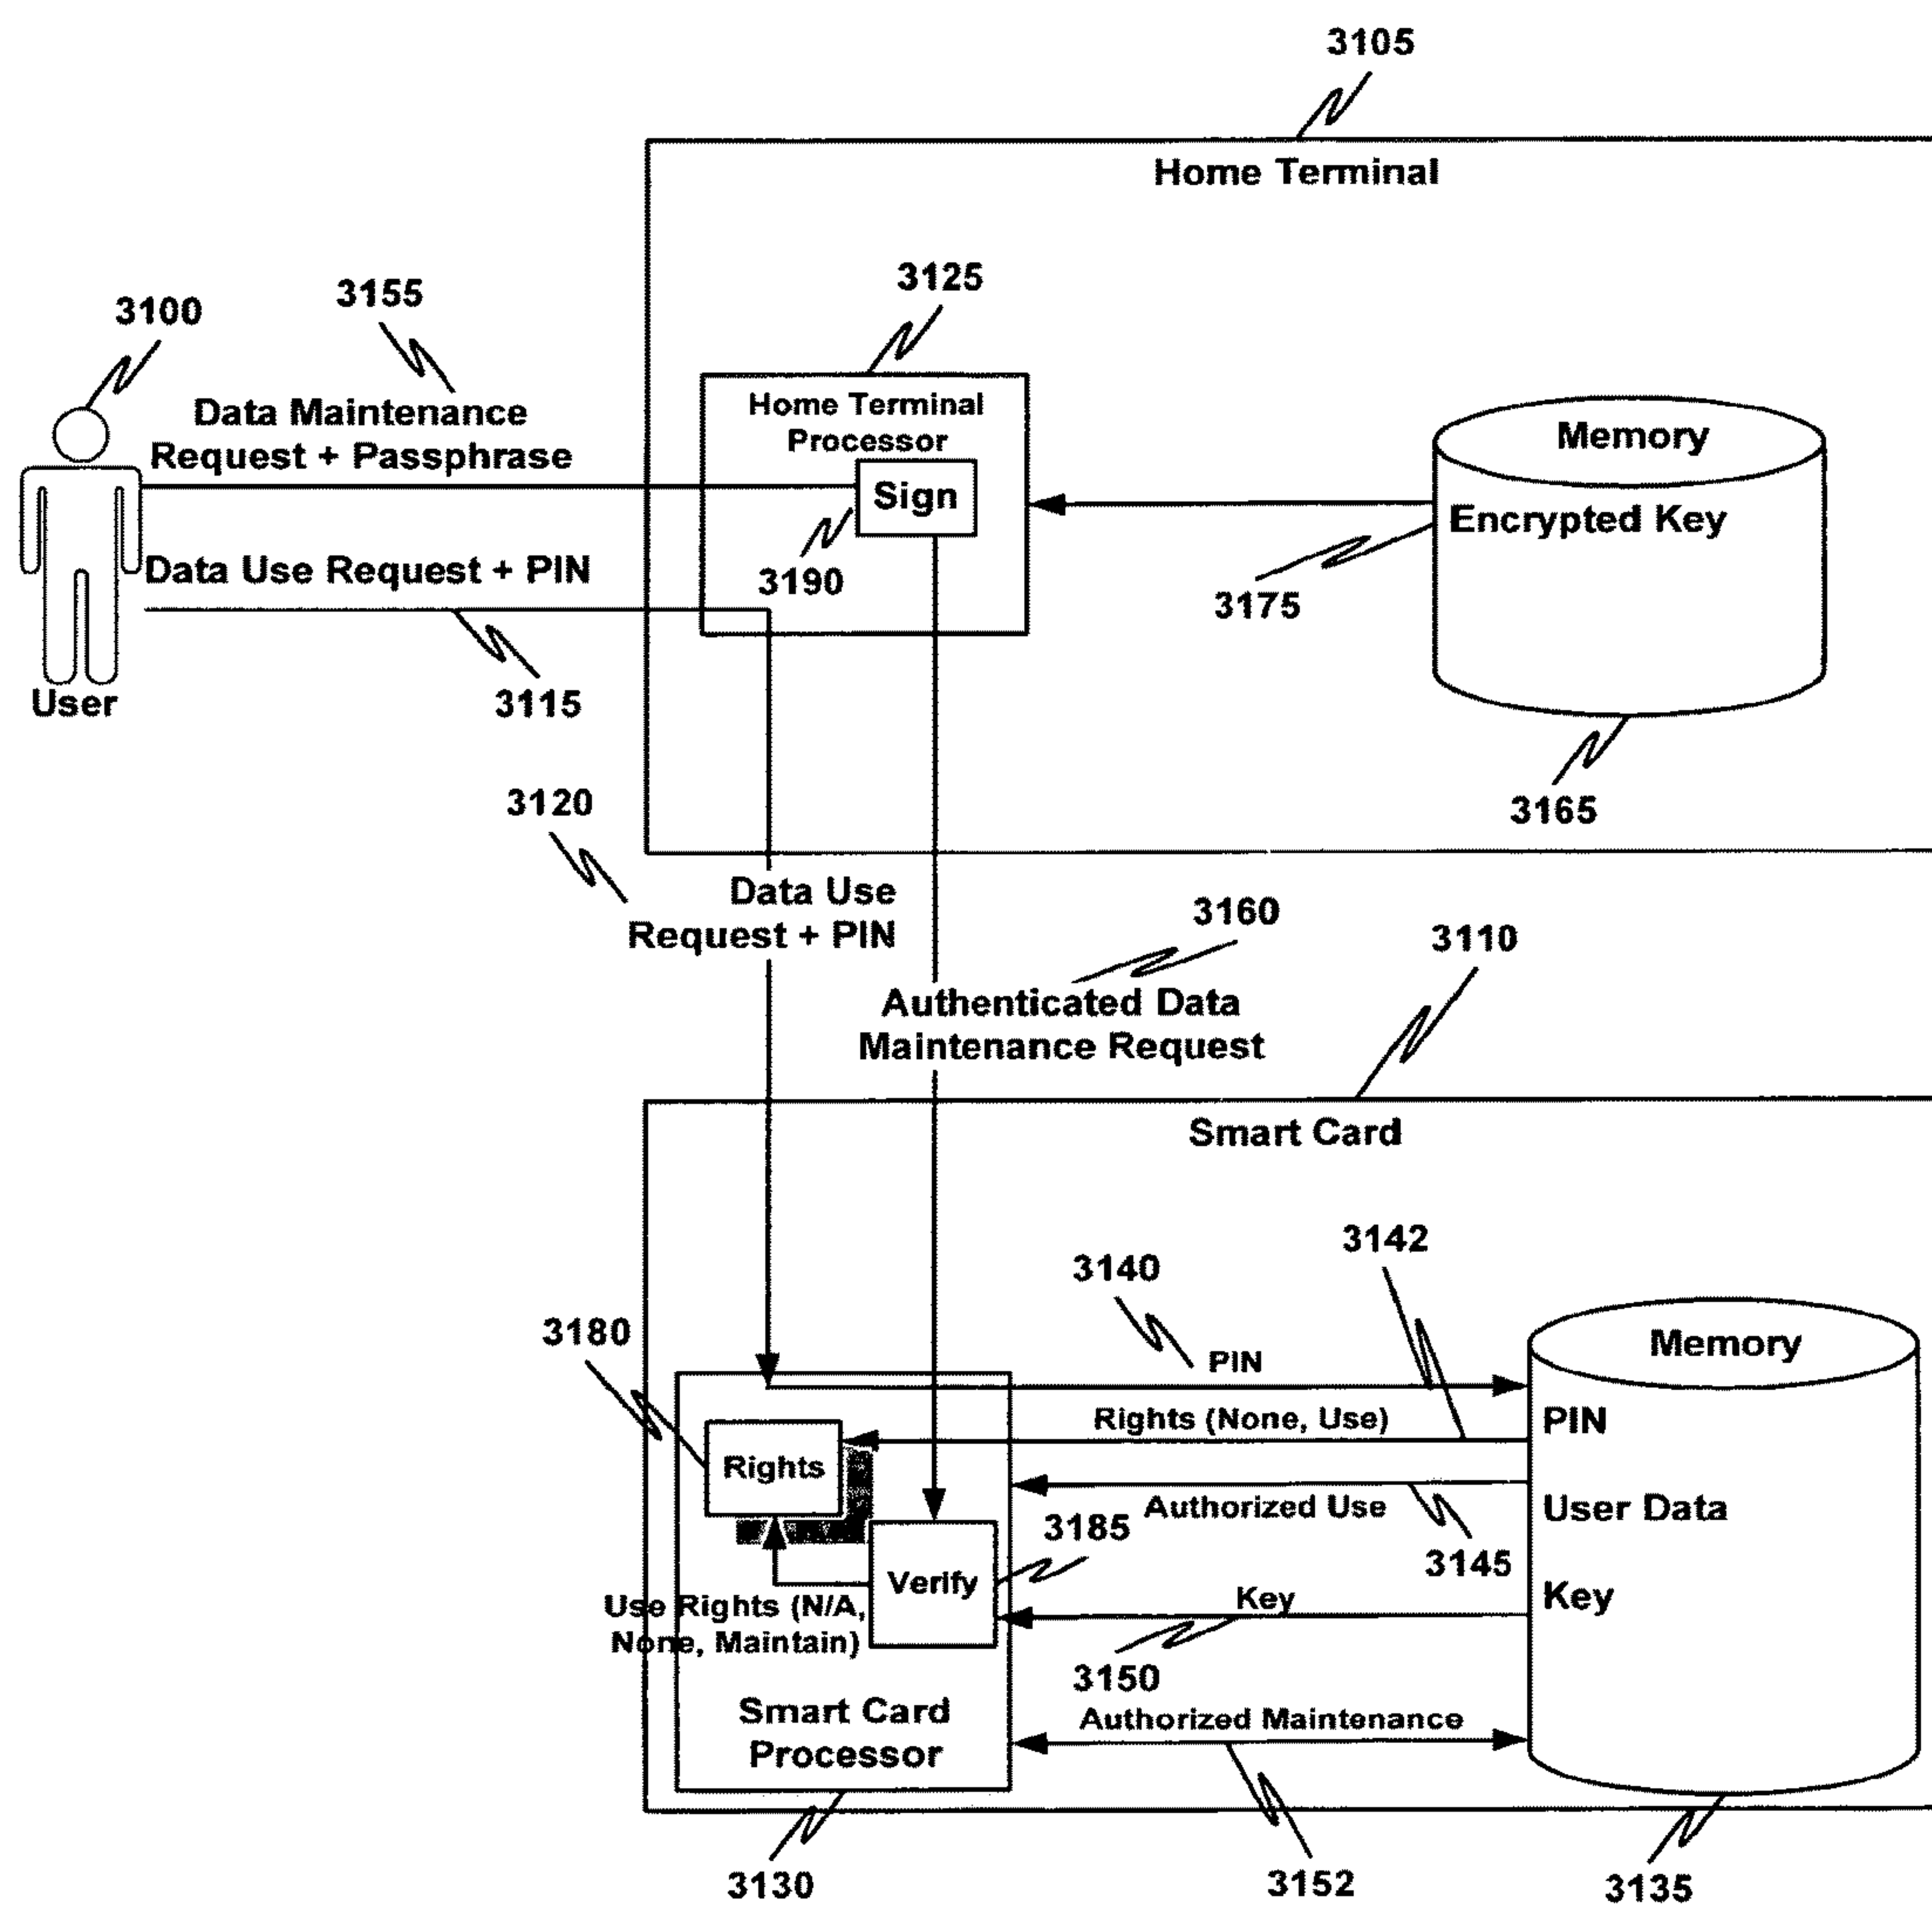 3105
Home Terminal
3125
3155
3100
Home Terminal
Processor
Data Maintenance
Request + Passphrase
Memory
Sign
Encrypted Key
3190
3175
Data Use Request + PIN
User
3115
3165
3120
Data Use
Request + PIN
3160
3110
Authenticated Data
Maintenance Request
Smart Card
3142
3140
3180
PIN
Memory
Rights (None, Use)
PIN
Rights
Authorized Use
User Data
3185
3145
Verify
Key
Key
Use Rights (N/A,
None, Maintain)
3150
Smart Card
Processor
Authorized Maintenance
3130
3152
3135